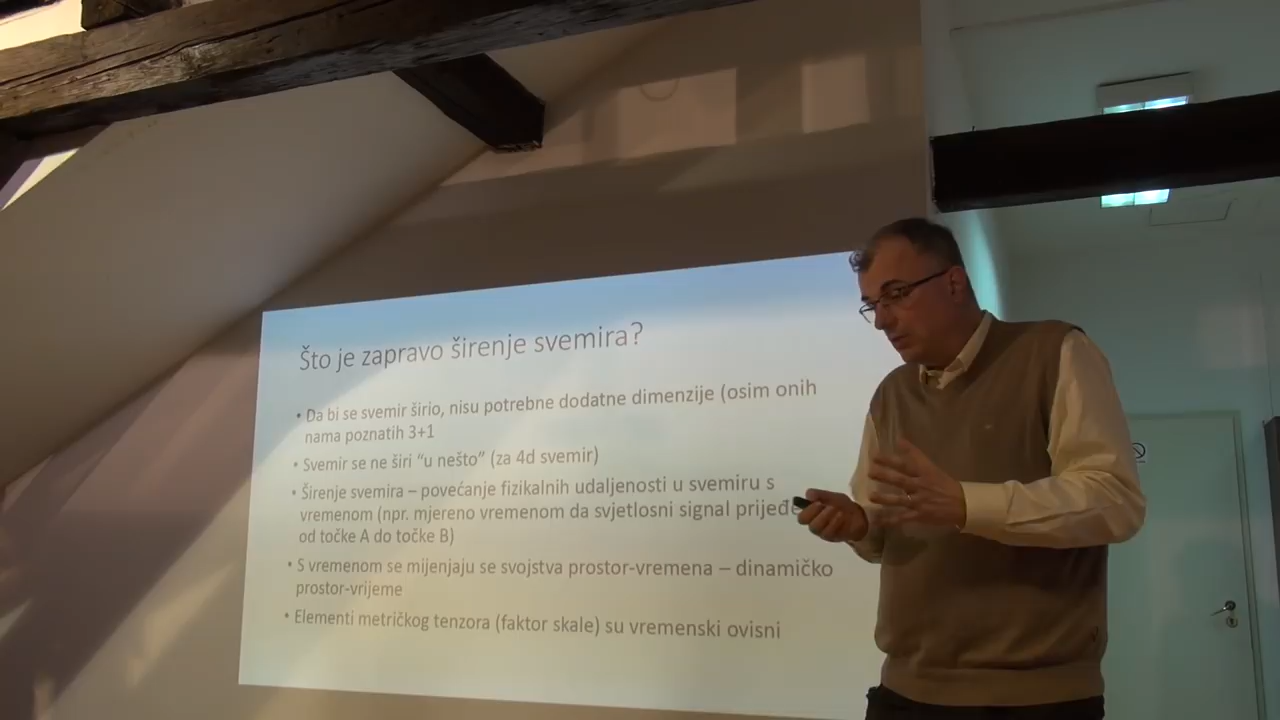 Što je zapravo širenje svemira?
• Da bi se svemir širio, nisu potrebne dodatne dimenzije (osim onih
nama poznatih 3+1
• Svemir se ne širi “u nešto” (za 4d svemir)
• Širenje svemira – povećanje fizikalnih udaljenosti u svemiru s
vremenom (npr. mjereno vremenom da svjetlosni signal prijeđe
od točke A do točke B)
• S vremenom se mijenjaju se svojstva prostor-vremena – dinamičko
prostor-vrijeme
• Elementi metričkog tenzora (faktor skale) su vremenski ovisni